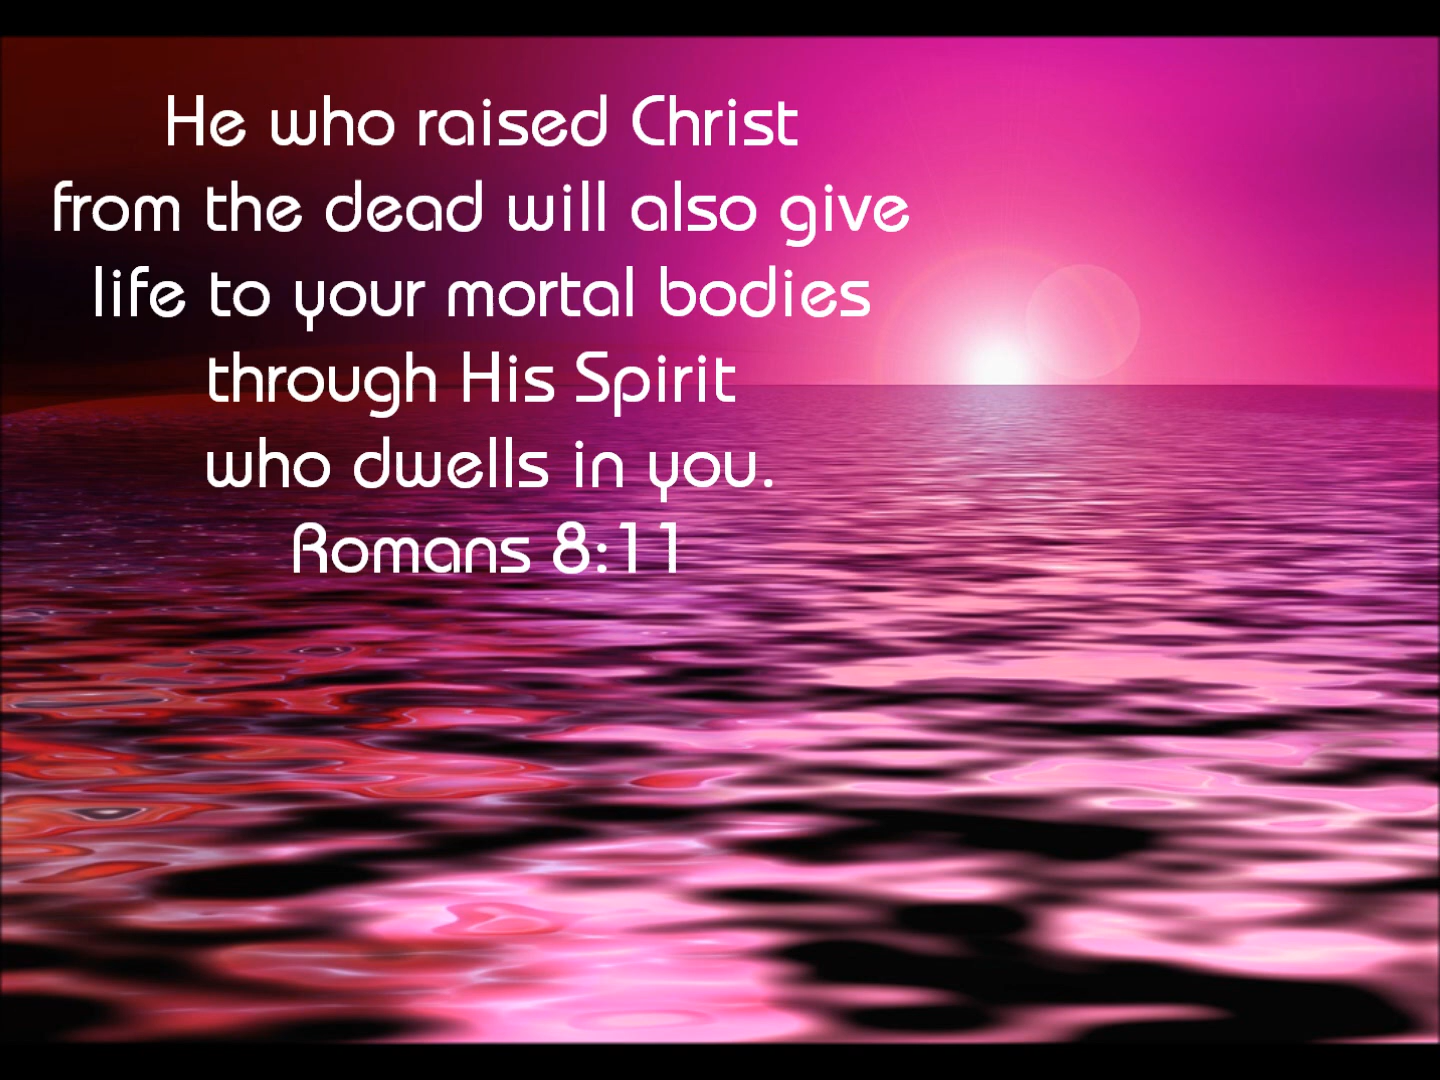 He who raised Christ
from the dead will also give
life to your mortal bodies
through His Spirit
who dwells in you.
Romans 8:11